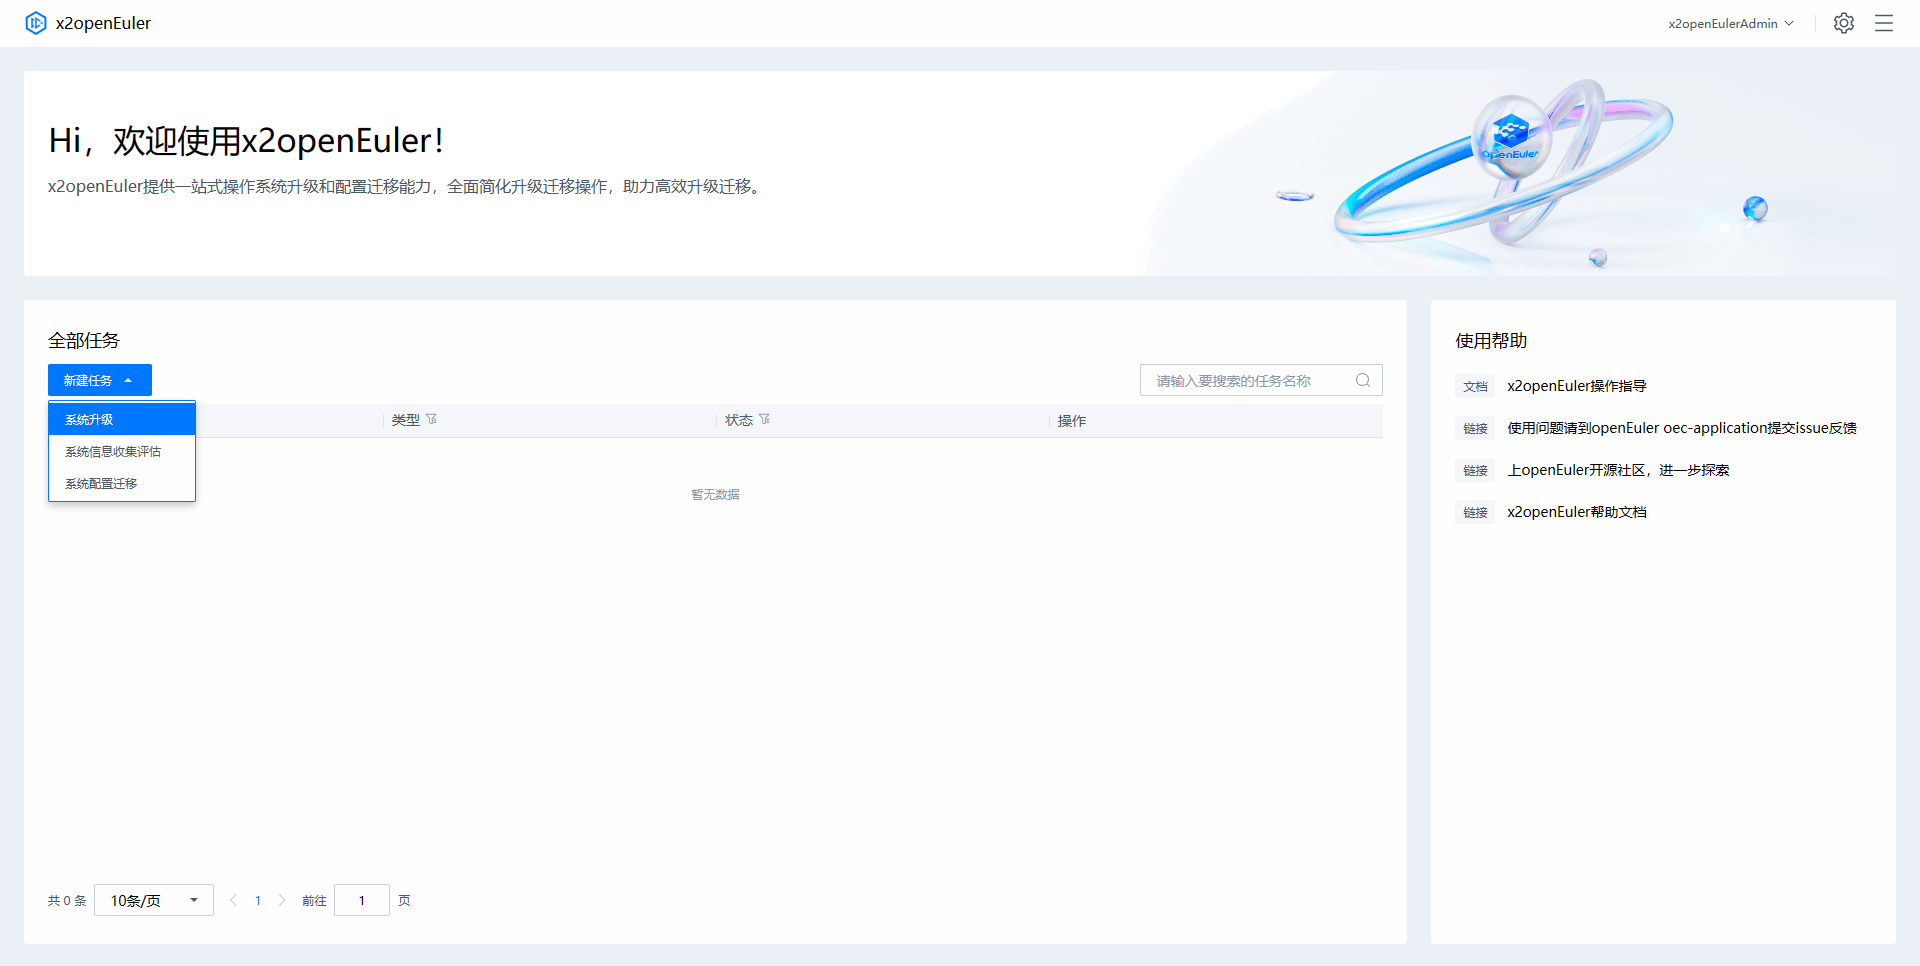 x2openEuler
x2openEulerAdmin
Hi，欢迎使用x2openEuler！
x2openEuler提供一站式操作系统升级和配置迁移能力，全面简化升级迁移操作，助力高效升级迁移。
openEuler
全部任务
新建任务
请输入要搜索的任务名称
系统升级
系统信息收集评估
系统配置迁移
类型
状态
操作
暂无数据
共 0 条
10条/页
1
前往
1
页
使用帮助
文档 x2openEuler操作指导
链接 使用问题请到openEuler oec-application提交issue反馈
链接 上openEuler开源社区，进一步探索
链接 x2openEuler帮助文档